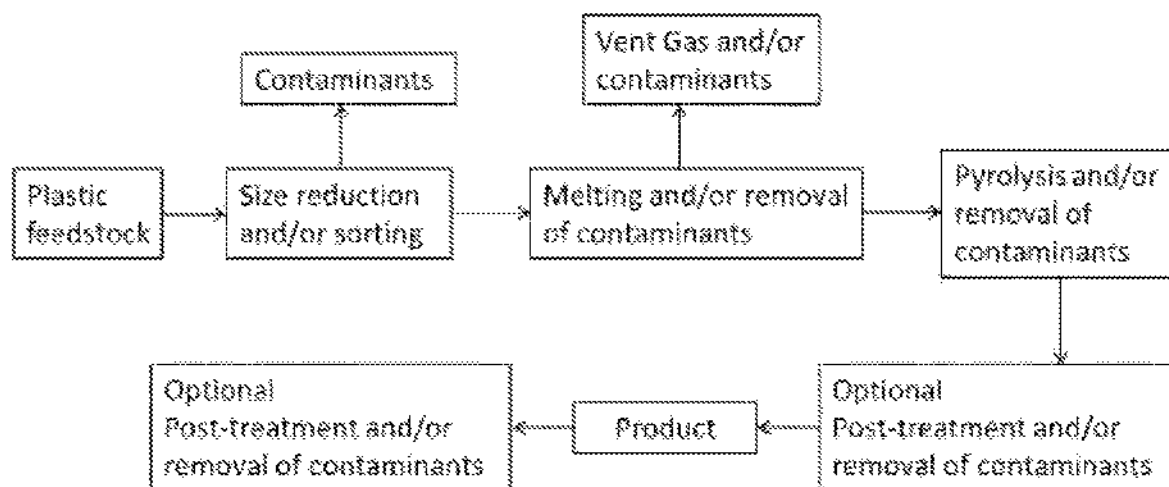 Contaminants
Vent Gas and/or
contaminants
Plastic
feedstock
Size reduction
and/or sorting
Melting and/or removal
of contaminants
Pyrolysis and/or
removal of
contaminants
Optional
Post-treatment and/or
removal of contaminants
Product
Optional
Post-treatment and/or
removal of contaminants